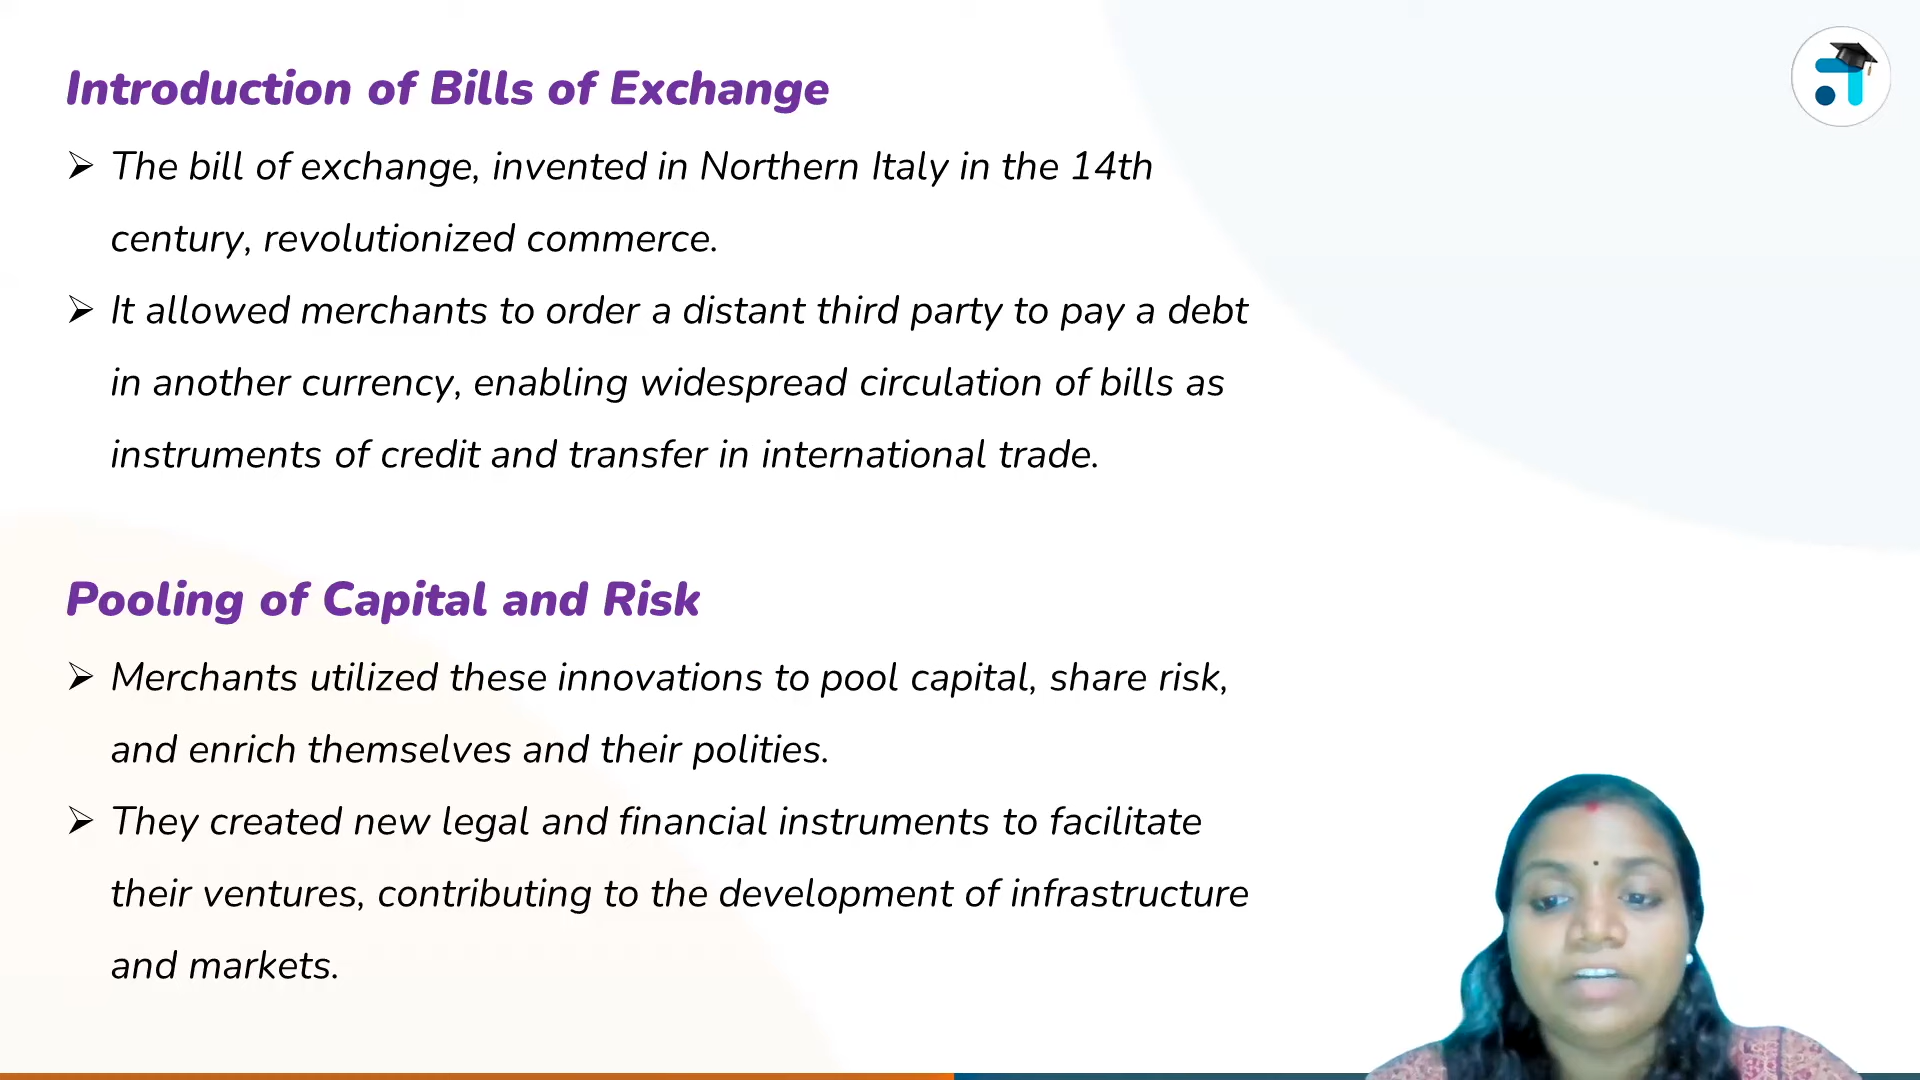 Introduction of Bills of Exchange
➢ The bill of exchange, invented in Northern Italy in the 14th
century, revolutionized commerce.
➢ It allowed merchants to order a distant third party to pay a debt
in another currency, enabling widespread circulation of bills as
instruments of credit and transfer in international trade.
Pooling of Capital and Risk
➢ Merchants utilized these innovations to pool capital, share risk,
and enrich themselves and their polities.
➢ They created new legal and financial instruments to facilitate
their ventures, contributing to the development of infrastructure
and markets.